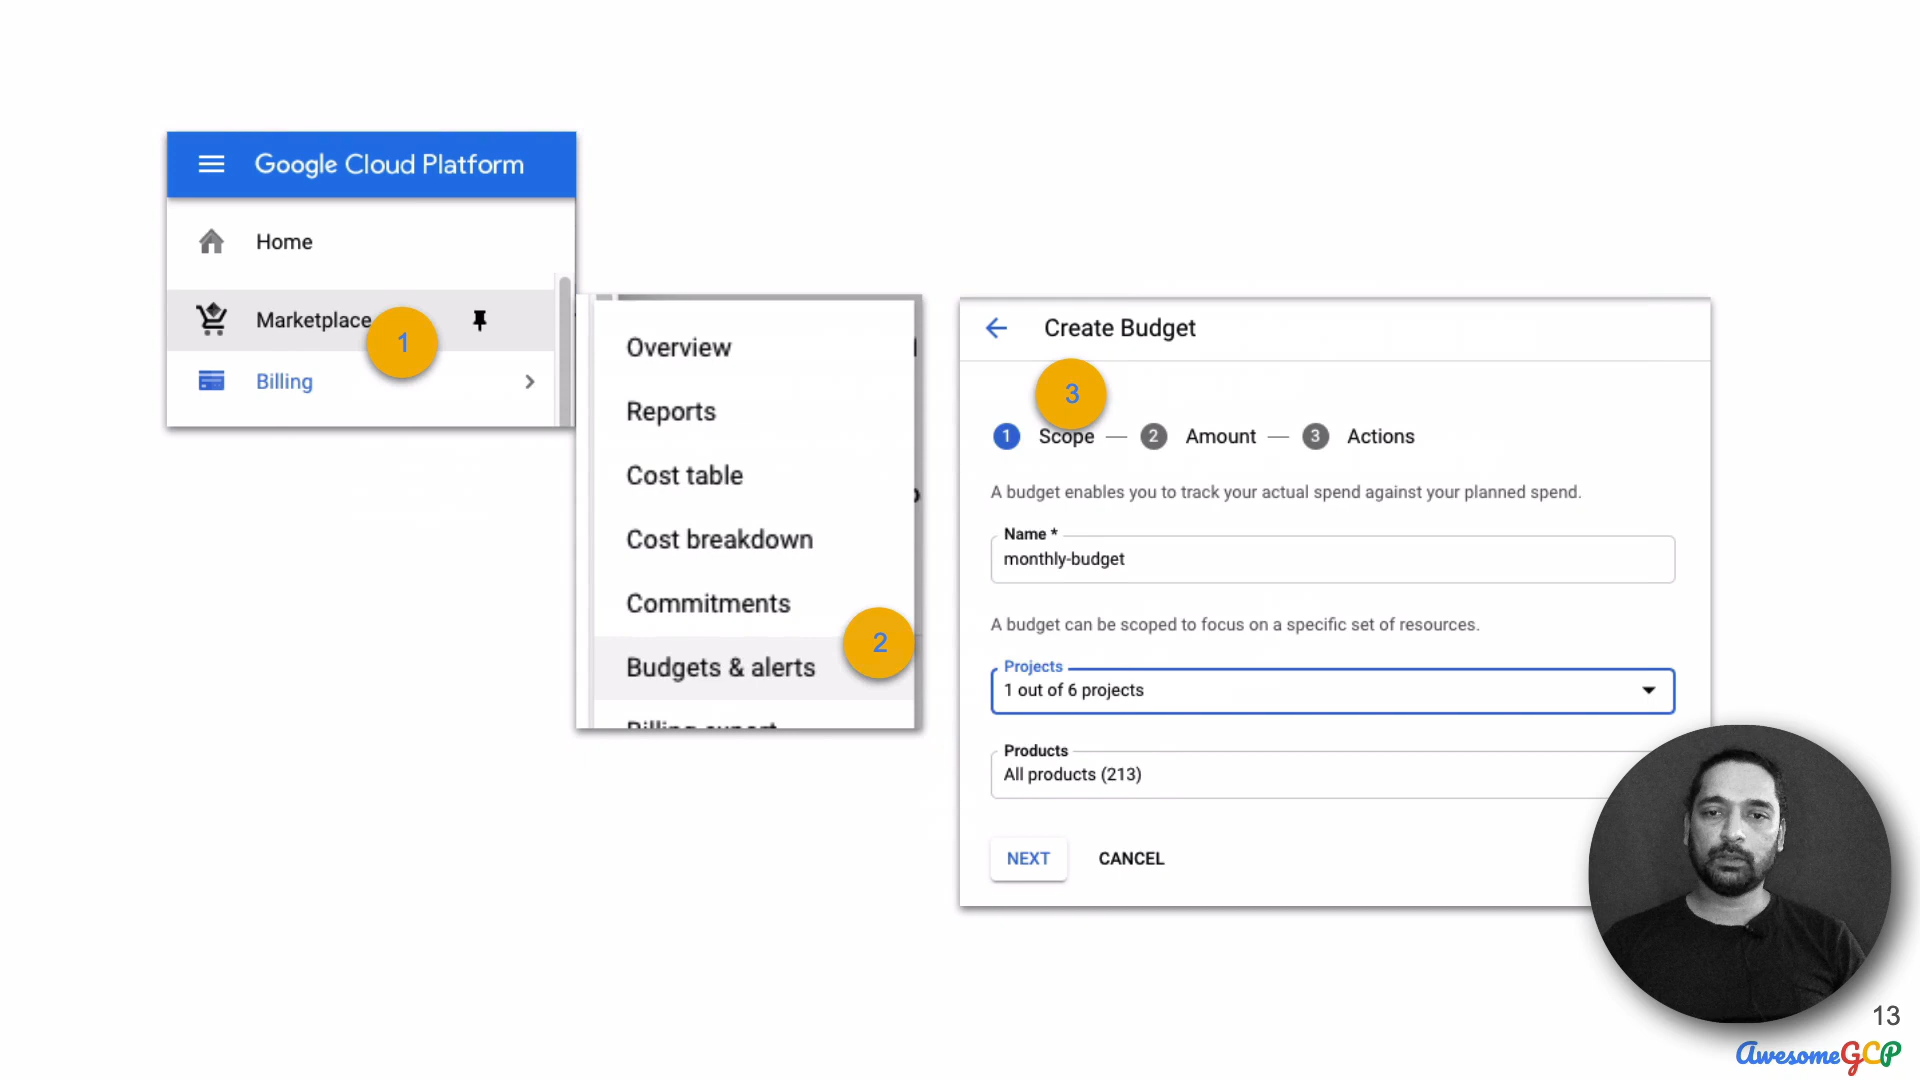 Google Cloud Platform
Home
Marketplace
1
Billing
Overview
Reports
Cost table
Cost breakdown
Commitments
2
Budgets & alerts
Billing export
Create Budget
3
1 Scope — 2 Amount — 3 Actions
A budget enables you to track your actual spend against your planned spend.
Name *
monthly-budget
A budget can be scoped to focus on a specific set of resources.
Projects
1 out of 6 projects
Products
All products (213)
NEXT CANCEL
13
AwesomeGCP